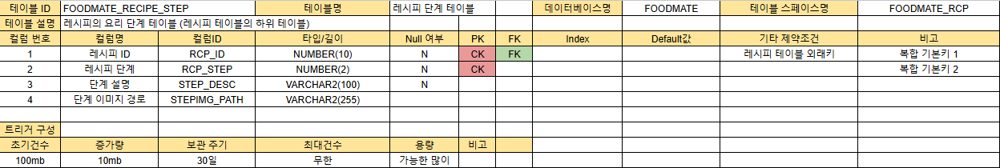 테이블 ID FOODMATE_RECIPE_STEP 테이블명 레시피 단계 테이블 데이터베이스명 FOODMATE 테이블 스페이스명 FOODMATE_RCP
테이블 설명 레시피의 요리 단계 테이블 (레시피 테이블의 하위 테이블)
컬럼 번호 컬럼명 컬럼ID 타입/길이 Null 여부 PK FK Index Default값 기타 제약조건 비고
1 레시피 ID RCP_ID NUMBER(10) N CK FK 레시피 테이블 외래키 복합 기본키 1
2 레시피 단계 RCP_STEP NUMBER(2) N CK 복합 기본키 2
3 단계 설명 STEP_DESC VARCHAR2(100) N
4 단계 이미지 경로 STEPIMG_PATH VARCHAR2(255)
트리거 구성
초기건수 증가량 보관 주기 최대건수 용량 비고
100mb 10mb 30일 무한 가능한 많이